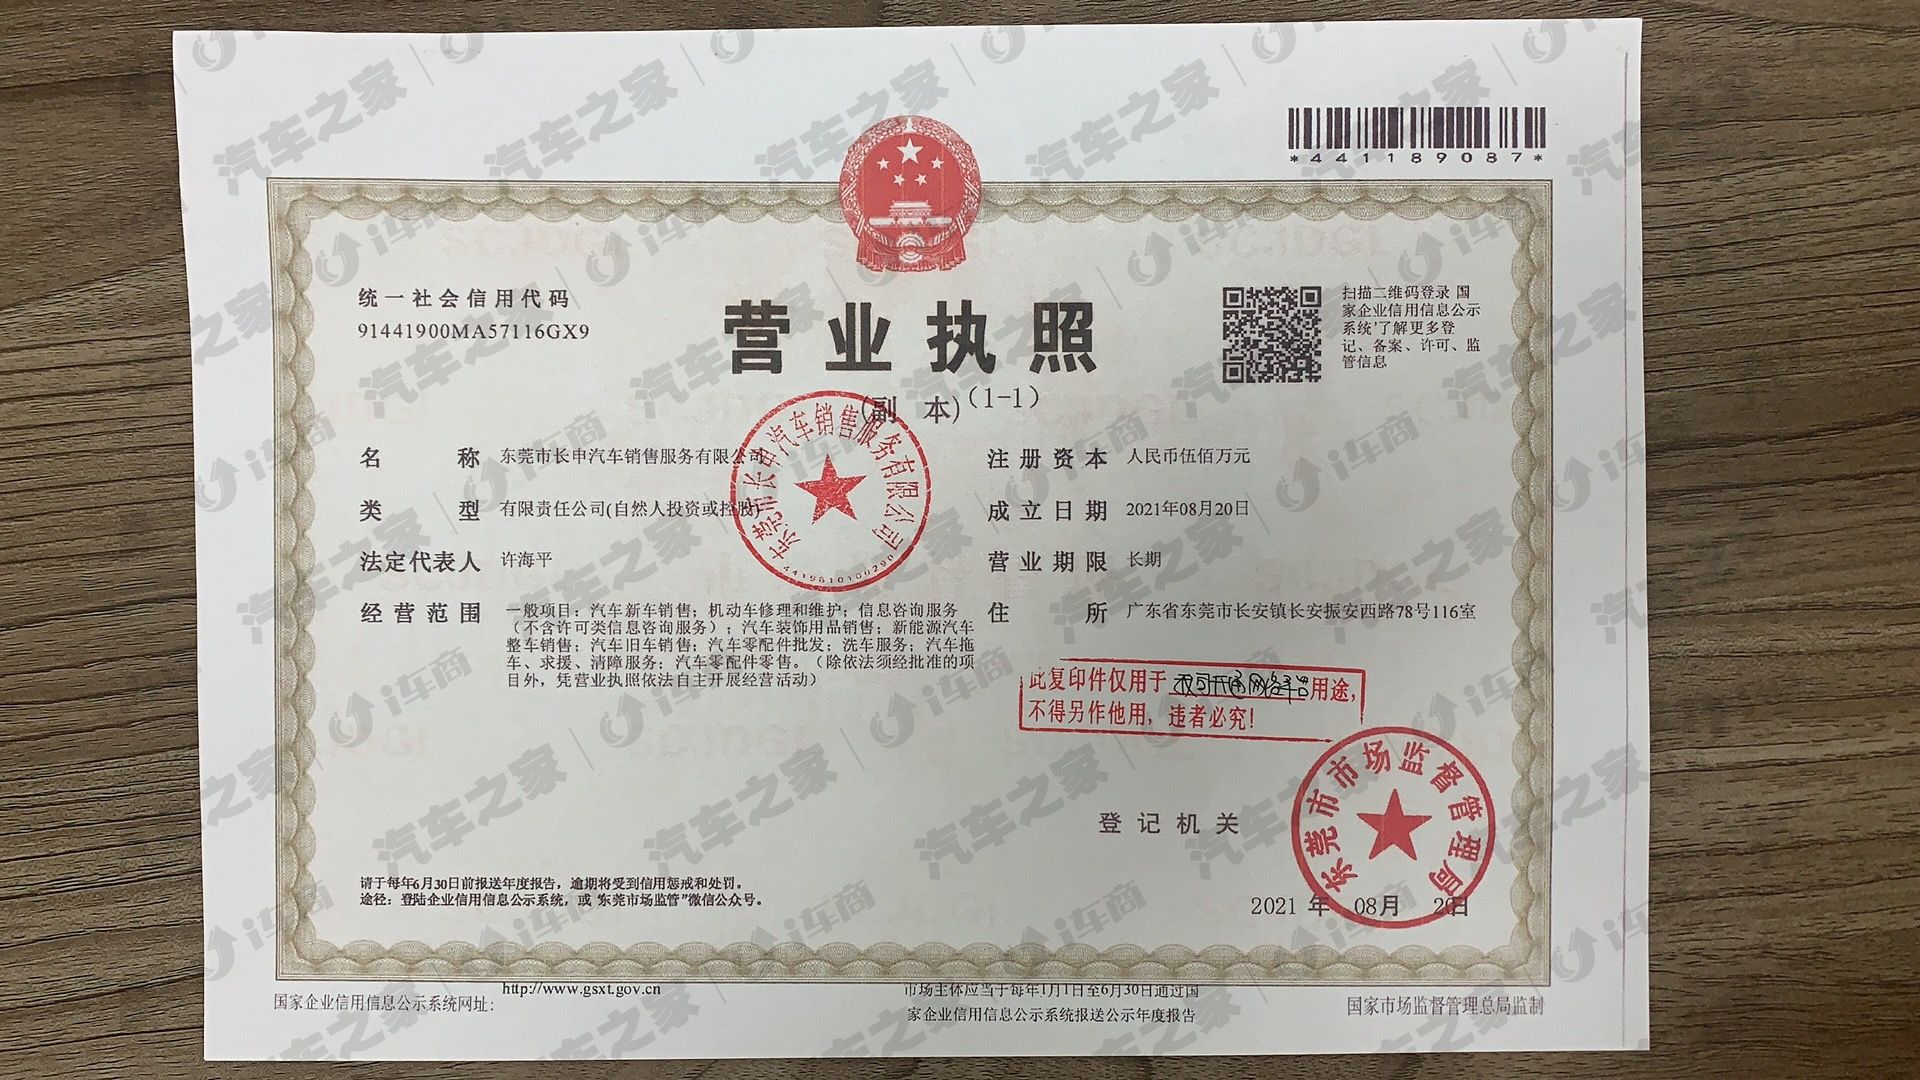 *441189087*
统一社会信用代码
91441900MA57116GX9
营业执照
(副 本)(1-1)
扫描二维码登录 国
家企业信用信息公示
系统'了解更多登
记、备案、许可、监
管信息
名 称 东莞市长申汽车销售服务有限公司
类 型 有限责任公司(自然人投资或控股)
法定代表人 许海平
经营范围 一般项目:汽车新车销售;机动车修理和维护;信息咨询服务
(不含许可类信息咨询服务);汽车装饰用品销售;新能源汽车
整车销售;汽车旧车销售;汽车零配件批发;洗车服务;汽车拖
车、求援、清障服务;汽车零配件零售。(除依法须经批准的项
目外,凭营业执照依法自主开展经营活动)
注册资本 人民币伍佰万元
成立日期 2021年08月20日
营业期限 长期
住 所 广东省东莞市长安镇长安振安西路78号116室
东莞市长申汽车销售服务有限公司
此复印件仅用于 用途,
不得另作他用,违者必究!
登记机关
东莞市市场监督管理局
2021 年 08月 20日
请于每年6月30日前报送年度报告,逾期将受到信用惩戒和处罚。
途径:登陆企业信用信息公示系统,或"东莞市场监管"微信公众号。
国家企业信用信息公示系统网址:
http://www.gsxt.gov.cn
市场主体应当于每年1月1日至6月30日通过国
家企业信用信息公示系统报送公示年度报告
国家市场监督管理总局监制
汽车之家
i车商